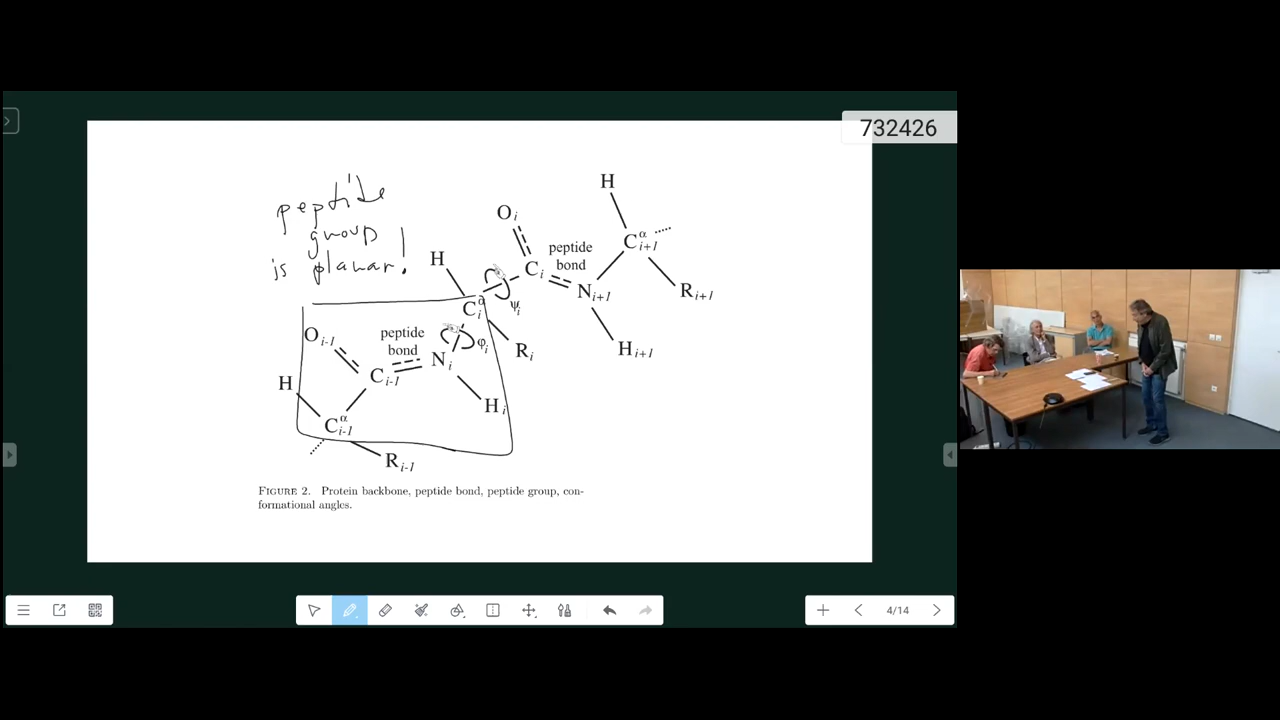 732426
peptide
group
is planar!
H
O i
peptide
bond
C i
N i+1
C α i+1
R i+1
H i+1
H
C α i
ψ i
φ i
R i
O i-1
peptide
bond
C i-1
N i
H i
H
C α i-1
R i-1
FIGURE 2. Protein backbone, peptide bond, peptide group, con-
formational angles.
4/14